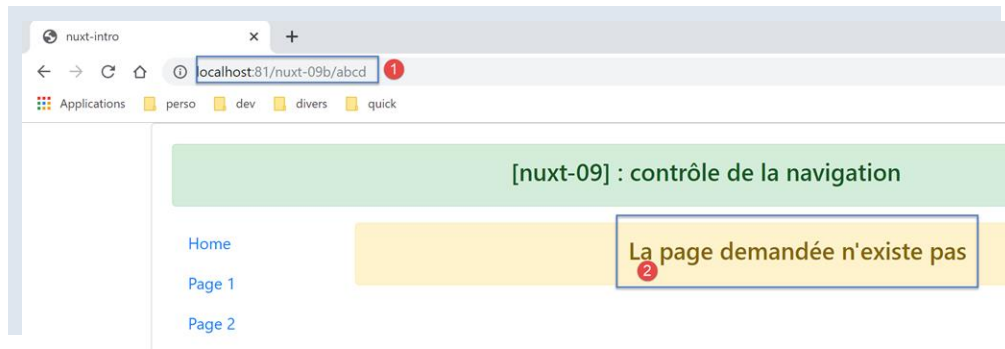 nuxt-intro
localhost:81/nuxt-09b/abcd 1
Applications perso dev divers quick
[nuxt-09] : contrôle de la navigation
Home
La page demandée n'existe pas
2
Page 1
Page 2